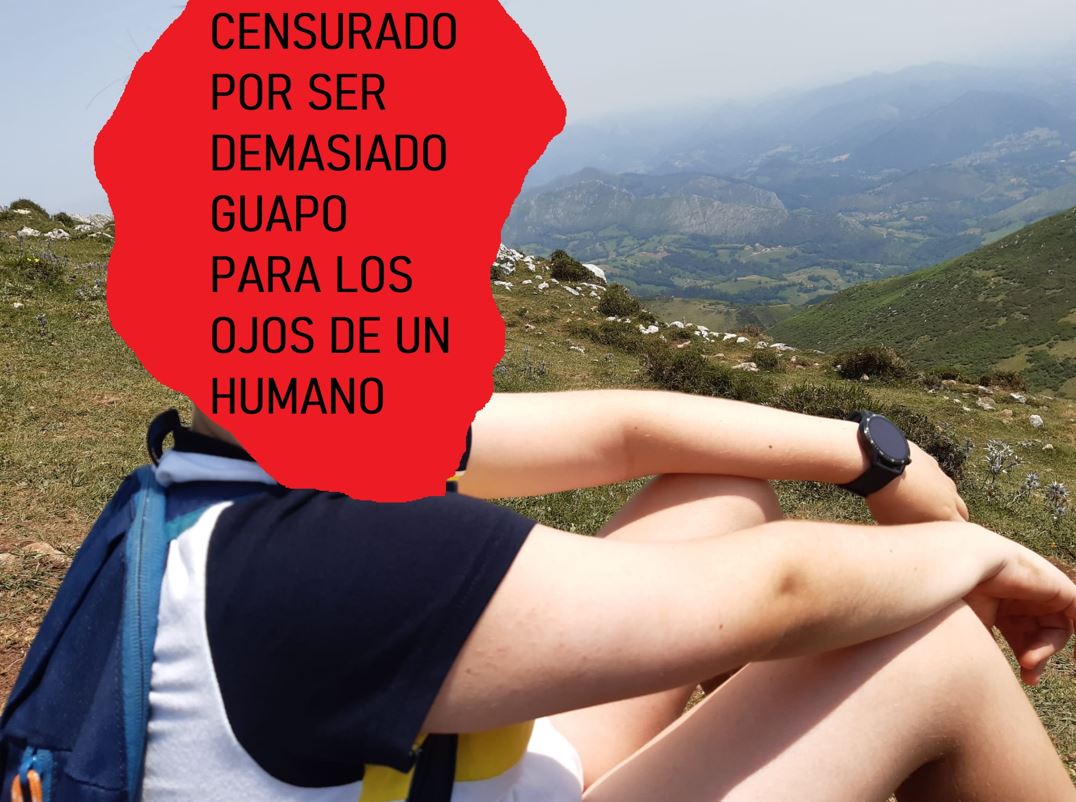 CENSURADO
POR SER
DEMASIADO
GUAPO
PARA LOS
OJOS DE UN
HUMANO